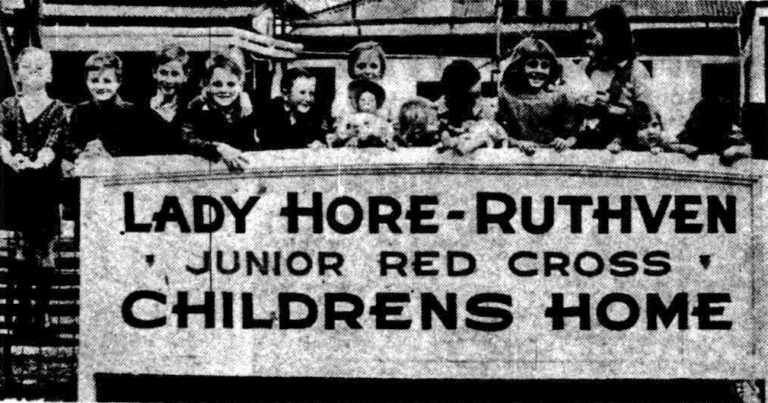 LADY HORE-RUTHVEN
JUNIOR RED CROSS
CHILDRENS HOME